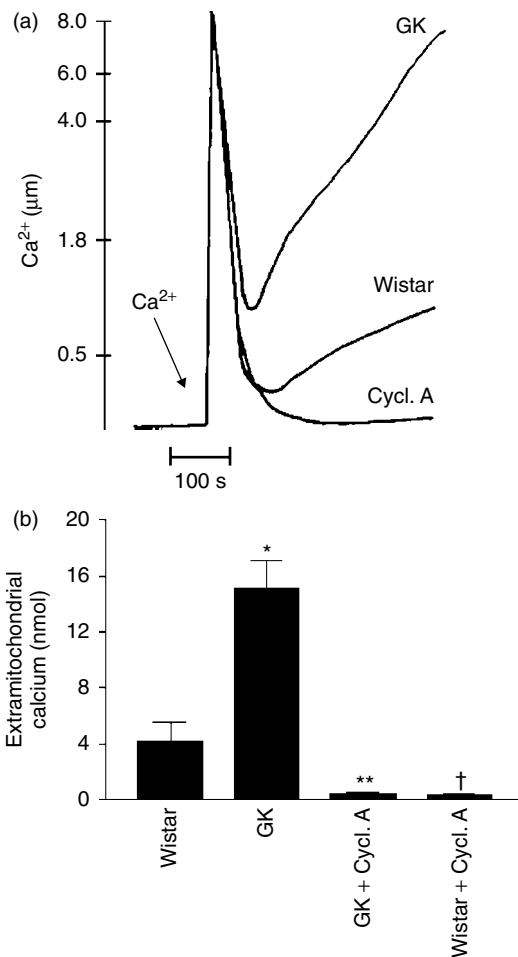 (a)
8.0
6.0
4.0
1.8
0.5
Ca²⁺ (μm)
Ca²⁺
GK
Wistar
Cycl. A
100 s
(b)
20
16
12
8
4
0
Extramitochondrial
calcium (nmol)
*
**
†
Wistar
GK
GK + Cycl. A
Wistar + Cycl. A